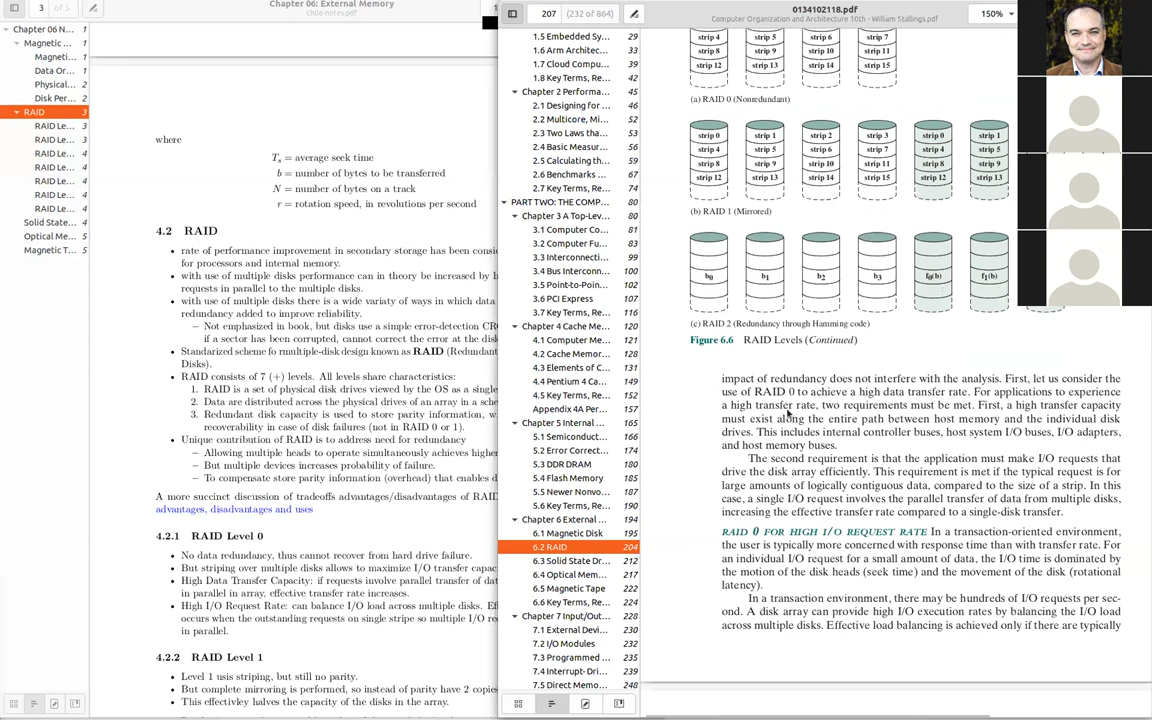 3 of 5
Chapter 06: External Memory
ch06-notes.pdf
Chapter 06 N... 1
Magnetic ... 1
Magneti... 1
Data Or... 1
Physical... 2
Disk Per... 2
RAID 3
RAID Le... 3
RAID Le... 3
RAID Le... 4
RAID Le... 4
RAID Le... 4
RAID Le... 4
RAID Le... 4
Solid State... 4
Optical Me... 5
Magnetic T... 5
where
Ts = average seek time
b = number of bytes to be transferred
N = number of bytes on a track
r = rotation speed, in revolutions per second
4.2 RAID
• rate of performance improvement in secondary storage has been consi
for processors and internal memory.
• with use of multiple disks performance can in theory be increased by h
requests in parallel to the multiple disks.
• with use of multiple disks there is a wide variaty of ways in which data
redundancy added to improve reliability.
– Not emphasized in book, but disks use a simple error-detection CRC
if a sector has been corrupted, cannot correct the error at the disk
• Standarized scheme fo multiple-disk design known as RAID (Redundant
Disks).
• RAID consists of 7 (+) levels. All levels share characteristics:
1. RAID is a set of physical disk drives viewed by the OS as a single
2. Data are distributed across the physical drives of an array in a sche
3. Redundant disk capacity is used to store parity information, w
recoverability in case of disk failures (not in RAID 0 or 1).
• Unique contribution of RAID is to address need for redundancy
– Allowing multiple heads to operate simultaneously achieves higher
– But multiple devices increases probability of failure.
– To compensate store parity information (overhead) that enables d
A more succinct discussion of tradeoffs advantages/disadvantages of RAID
advantages, disadvantages and uses
4.2.1 RAID Level 0
• No data redundancy, thus cannot recover from hard drive failure.
• But striping over multiple disks allows to maximize I/O transfer capac
• High Data Transfer Capacity: if requests involve parallel transfer of dat
in parallel in array, effective transfer rate increases.
• High I/O Request Rate: can balance I/O load across multiple disks. Eff
occurs when the outstanding requests on single stripe so multiple I/O re
in parallel.
4.2.2 RAID Level 1
• Level 1 usis striping, but still no parity.
• But complete mirroring is performed, so instead of parity have 2 copies
• This effectivley halves the capacity of the disks in the array.
207 (232 of 864)
0134102118.pdf
Computer Organization and Architecture 10th - William Stallings.pdf
150%
1.5 Embedded Sy... 29
1.6 Arm Architec... 33
1.7 Cloud Compu... 39
1.8 Key Terms, Re... 42
Chapter 2 Performa... 45
2.1 Designing for ... 46
2.2 Multicore, Mi... 52
2.3 Two Laws tha... 53
2.4 Basic Measur... 56
2.5 Calculating th... 59
2.6 Benchmarks ... 67
2.7 Key Terms, Re... 74
PART TWO: THE COMP... 80
Chapter 3 A Top-Lev... 80
3.1 Computer Co... 81
3.2 Computer Fu... 83
3.3 Interconnecti... 99
3.4 Bus Interconn... 100
3.5 Point-to-Poin... 102
3.6 PCI Express 107
3.7 Key Terms, Re... 116
Chapter 4 Cache Me... 120
4.1 Computer Me... 121
4.2 Cache Memor... 128
4.3 Elements of C... 131
4.4 Pentium 4 Ca... 149
4.5 Key Terms, Re... 152
Appendix 4A Per... 157
Chapter 5 Internal ... 165
5.1 Semiconduct... 166
5.2 Error Correct... 174
5.3 DDR DRAM 180
5.4 Flash Memory 185
5.5 Newer Nonvo... 187
5.6 Key Terms, Re... 190
Chapter 6 External ... 194
6.1 Magnetic Disk 195
6.2 RAID 204
6.3 Solid State Dr... 212
6.4 Optical Mem... 217
6.5 Magnetic Tape 222
6.6 Key Terms, Re... 224
Chapter 7 Input/Out... 228
7.1 External Devi... 230
7.2 I/O Modules 232
7.3 Programmed ... 235
7.4 Interrupt- Dri... 239
7.5 Direct Memo... 248
strip 4 strip 5 strip 6 strip 7
strip 8 strip 9 strip 10 strip 11
strip 12 strip 13 strip 14 strip 15
(a) RAID 0 (Nonredundant)
strip 0 strip 1 strip 2 strip 3 strip 0 strip 1
strip 4 strip 5 strip 6 strip 7 strip 4 strip 5
strip 8 strip 9 strip 10 strip 11 strip 8 strip 9
strip 12 strip 13 strip 14 strip 15 strip 12 strip 13
(b) RAID 1 (Mirrored)
b0 b1 b2 b3 f0(b) f1(b)
(c) RAID 2 (Redundancy through Hamming code)
Figure 6.6 RAID Levels (Continued)
impact of redundancy does not interfere with the analysis. First, let us consider the
use of RAID 0 to achieve a high data transfer rate. For applications to experience
a high transfer rate, two requirements must be met. First, a high transfer capacity
must exist along the entire path between host memory and the individual disk
drives. This includes internal controller buses, host system I/O buses, I/O adapters,
and host memory buses.
The second requirement is that the application must make I/O requests that
drive the disk array efficiently. This requirement is met if the typical request is for
large amounts of logically contiguous data, compared to the size of a strip. In this
case, a single I/O request involves the parallel transfer of data from multiple disks,
increasing the effective transfer rate compared to a single-disk transfer.
RAID 0 FOR HIGH I/O REQUEST RATE In a transaction-oriented environment,
the user is typically more concerned with response time than with transfer rate. For
an individual I/O request for a small amount of data, the I/O time is dominated by
the motion of the disk heads (seek time) and the movement of the disk (rotational
latency).
In a transaction environment, there may be hundreds of I/O requests per sec-
ond. A disk array can provide high I/O execution rates by balancing the I/O load
across multiple disks. Effective load balancing is achieved only if there are typically